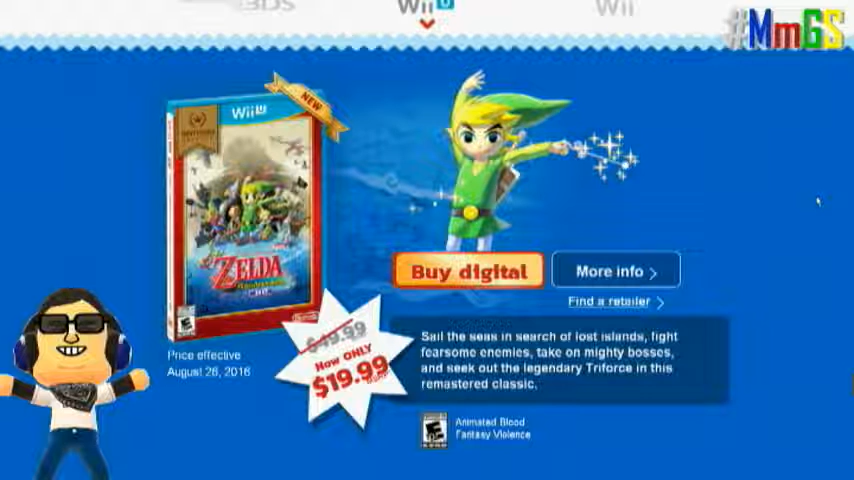 3DS
Wii U
Wii
#MmGS
NEW
Wii U
ZELDA
Nintendo
E
Buy digital
More info >
Find a retailer >
$49.99
Now ONLY
$19.99
Price effective
August 26, 2016
Sail the seas in search of lost islands, fight
fearsome enemies, take on mighty bosses,
and seek out the legendary Triforce in this
remastered classic.
E
Animated Blood
Fantasy Violence